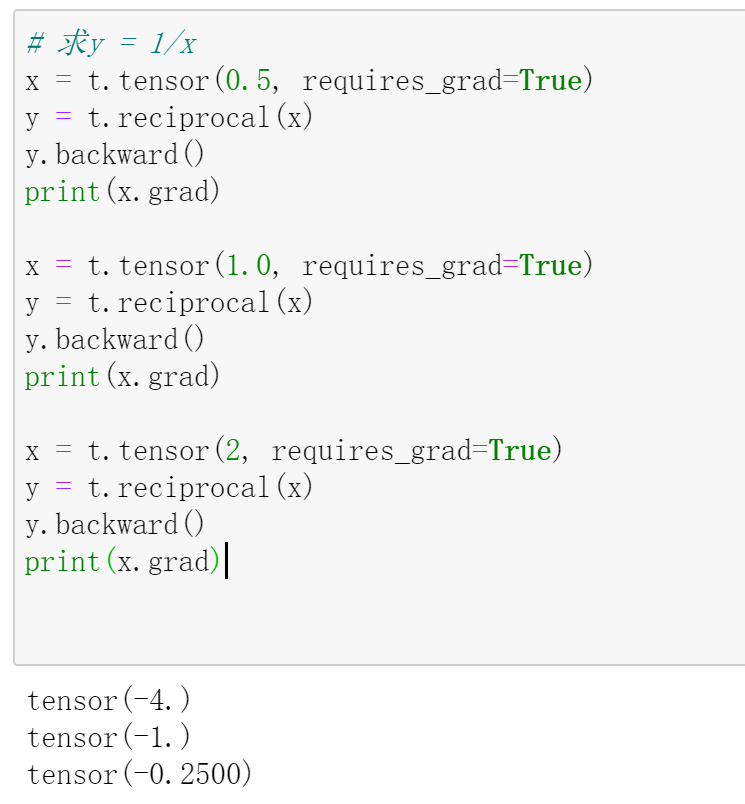 # 求y = 1/x
x = t.tensor(0.5, requires_grad=True)
y = t.reciprocal(x)
y.backward()
print(x.grad)
x = t.tensor(1.0, requires_grad=True)
y = t.reciprocal(x)
y.backward()
print(x.grad)
x = t.tensor(2, requires_grad=True)
y = t.reciprocal(x)
y.backward()
print(x.grad)
tensor(-4.)
tensor(-1.)
tensor(-0.2500)